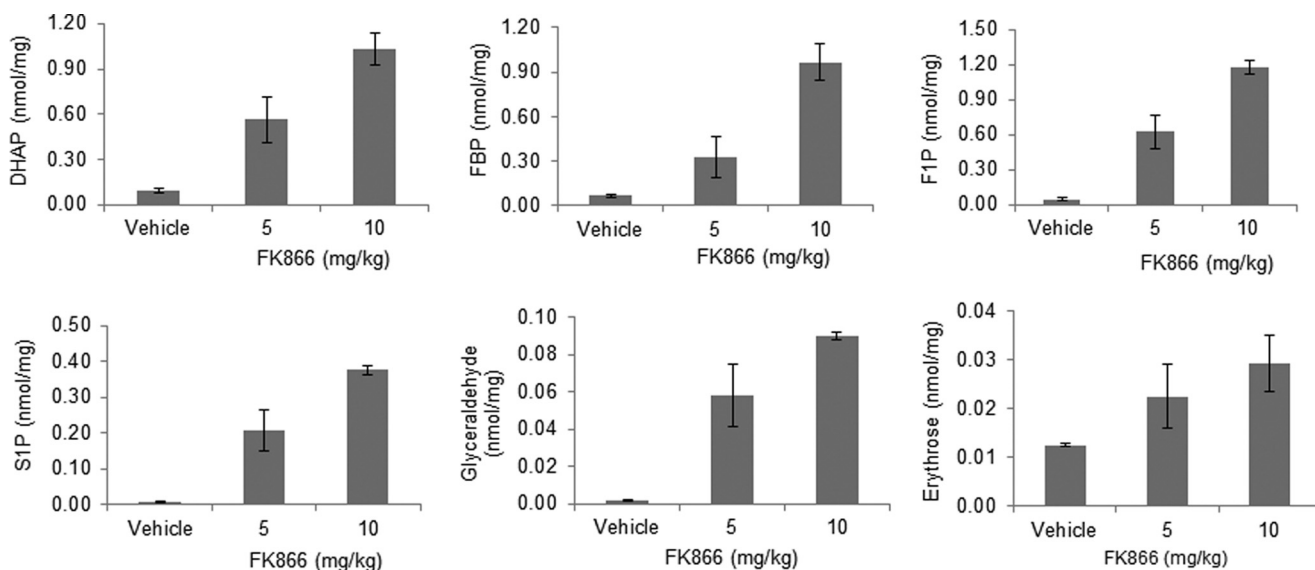 DHAP (nmol/mg)
1.20
0.90
0.60
0.30
0.00
Vehicle 5 10
FK866 (mg/kg)
FBP (nmol/mg)
1.20
0.90
0.60
0.30
0.00
Vehicle 5 10
FK866 (mg/kg)
F1P (nmol/mg)
1.50
1.20
0.90
0.60
0.30
0.00
Vehicle 5 10
FK866 (mg/kg)
S1P (nmol/mg)
0.50
0.40
0.30
0.20
0.10
0.00
Vehicle 5 10
FK866 (mg/kg)
Glyceraldehyde
(nmol/mg)
0.10
0.08
0.06
0.04
0.02
0.00
Vehicle 5 10
FK866 (mg/kg)
Erythrose (nmol/mg)
0.04
0.03
0.02
0.01
0.00
Vehicle 5 10
FK866 (mg/kg)